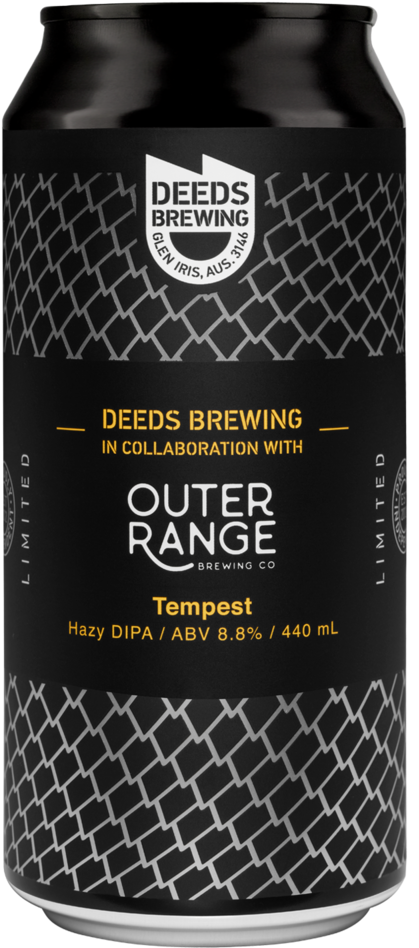 DEEDS
BREWING
GLEN IRIS, AUS. 3146
DEEDS BREWING
IN COLLABORATION WITH
OUTER
RANGE
BREWING CO
LIMITED
LIMITED
Tempest
Hazy DIPA / ABV 8.8% / 440 mL